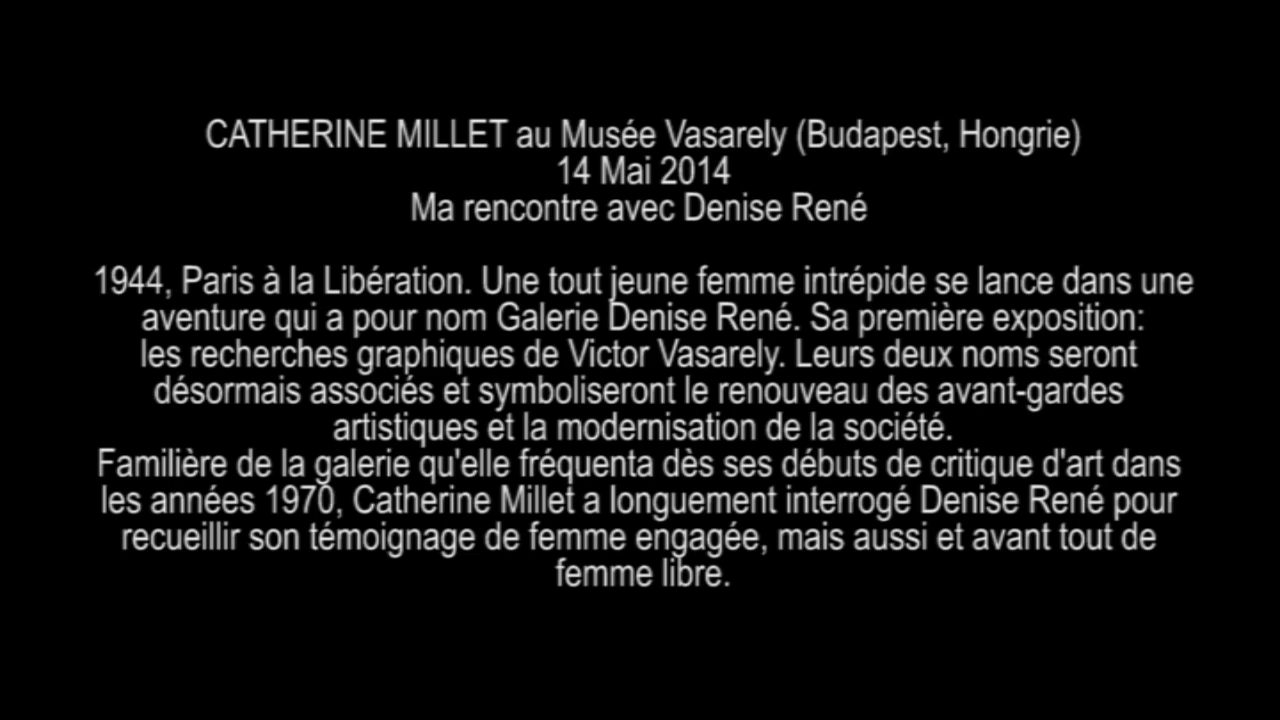 CATHERINE MILLET au Musée Vasarely (Budapest, Hongrie)
14 Mai 2014
Ma rencontre avec Denise René
1944, Paris à la Libération. Une tout jeune femme intrépide se lance dans une
aventure qui a pour nom Galerie Denise René. Sa première exposition:
les recherches graphiques de Victor Vasarely. Leurs deux noms seront
désormais associés et symboliseront le renouveau des avant-gardes
artistiques et la modernisation de la société.
Familière de la galerie qu'elle fréquenta dès ses débuts de critique d'art dans
les années 1970, Catherine Millet a longuement interrogé Denise René pour
recueillir son témoignage de femme engagée, mais aussi et avant tout de
femme libre.